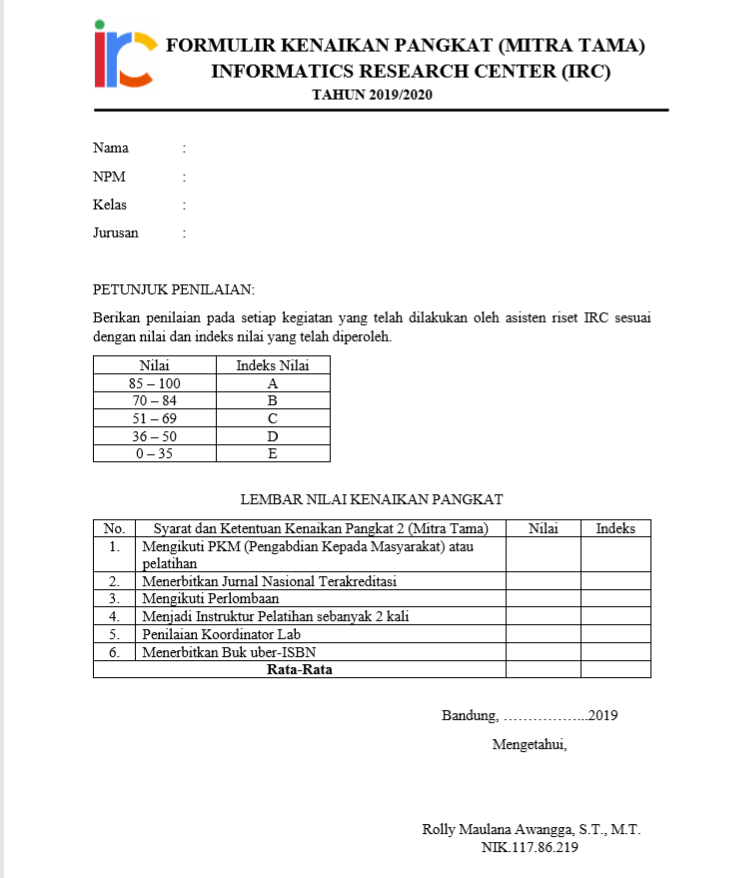 irc
FORMULIR KENAIKAN PANGKAT (MITRA TAMA)
INFORMATICS RESEARCH CENTER (IRC)
TAHUN 2019/2020
Nama :
NPM :
Kelas :
Jurusan :
PETUNJUK PENILAIAN:
Berikan penilaian pada setiap kegiatan yang telah dilakukan oleh asisten riset IRC sesuai
dengan nilai dan indeks nilai yang telah diperoleh.
Nilai Indeks Nilai
85 – 100 A
70 – 84 B
51 – 69 C
36 – 50 D
0 – 35 E
LEMBAR NILAI KENAIKAN PANGKAT
No. Syarat dan Ketentuan Kenaikan Pangkat 2 (Mitra Tama) Nilai Indeks
1. Mengikuti PKM (Pengabdian Kepada Masyarakat) atau
pelatihan
2. Menerbitkan Jurnal Nasional Terakreditasi
3. Mengikuti Perlombaan
4. Menjadi Instruktur Pelatihan sebanyak 2 kali
5. Penilaian Koordinator Lab
6. Menerbitkan Buk uber-ISBN
Rata-Rata
Bandung, ………………..2019
Mengetahui,
Rolly Maulana Awangga, S.T., M.T.
NIK.117.86.219